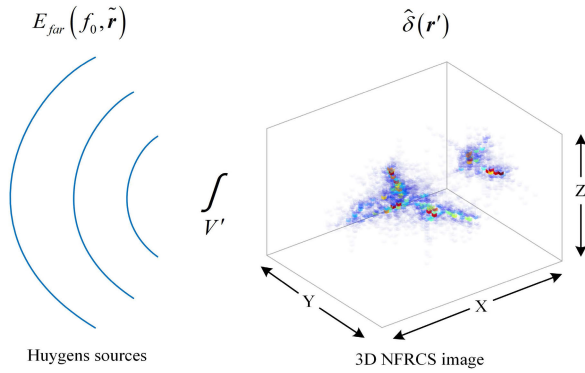 E_far(f_0, r̃)
δ̂(r′)
∫
V′
Z
Y
X
Huygens sources
3D NFRCS image